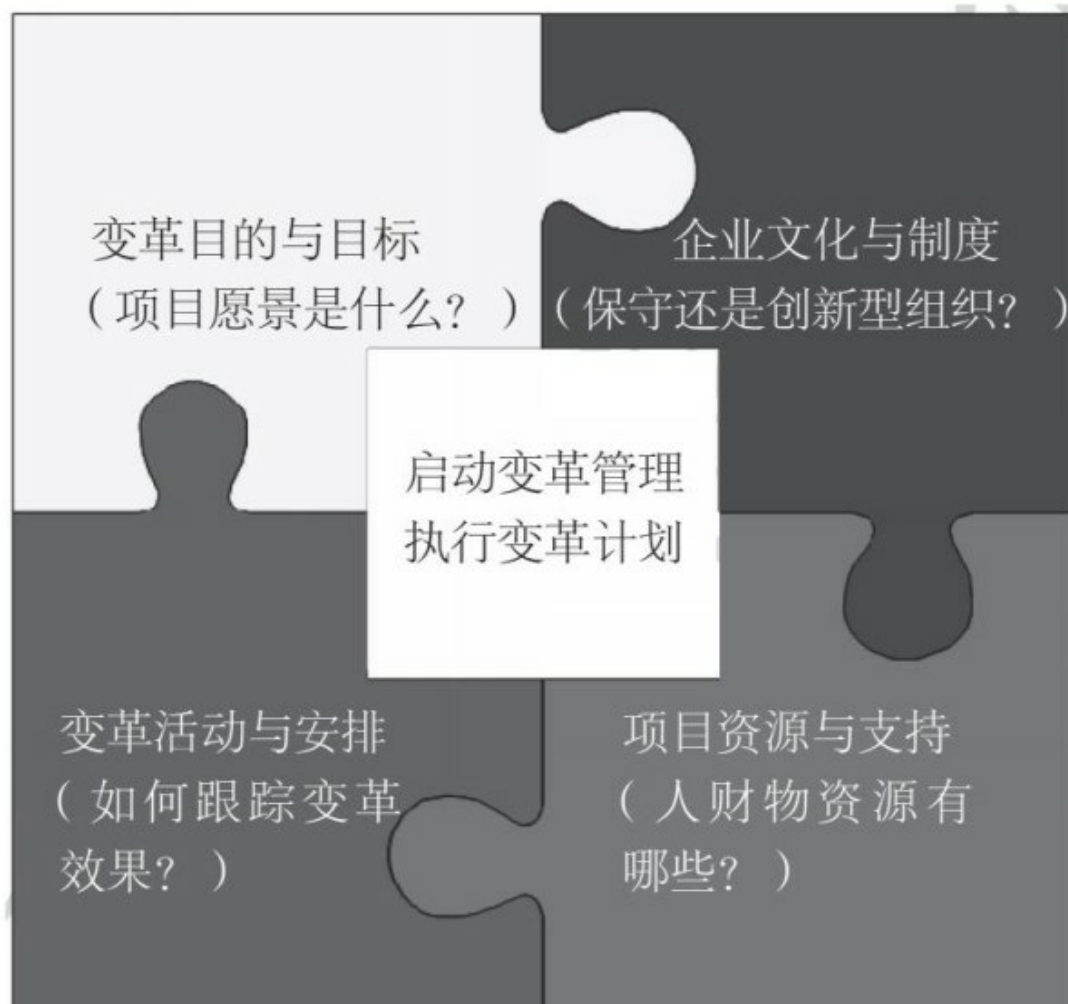 变革目的与目标
（项目愿景是什么？）
企业文化与制度
（保守还是创新型组织？）
启动变革管理
执行变革计划
变革活动与安排
（如何跟踪变革
效果？）
项目资源与支持
（人财物资源有
哪些？）